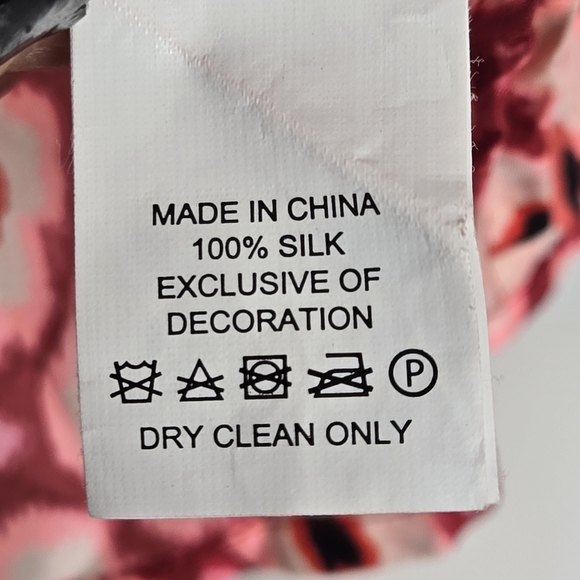 MADE IN CHINA
100% SILK
EXCLUSIVE OF
DECORATION
P
DRY CLEAN ONLY